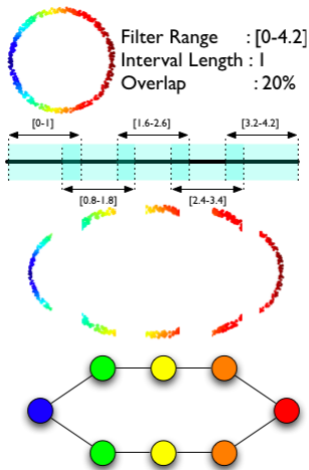 Filter Range : [0-4.2]
Interval Length : 1
Overlap : 20%
[0-1] [1.6-2.6] [3.2-4.2]
[0.8-1.8] [2.4-3.4]